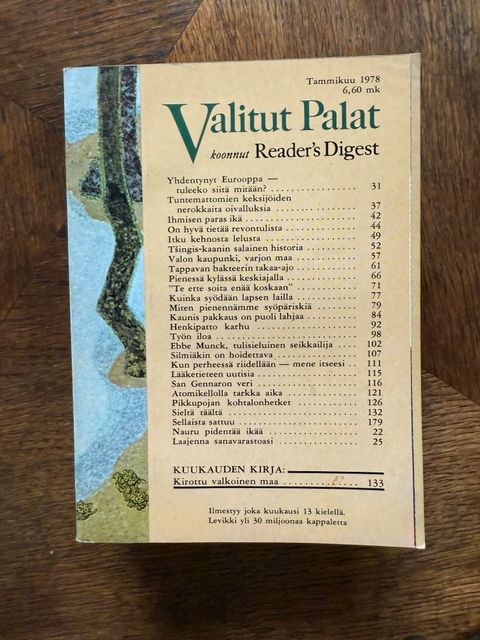 Tammikuu 1978
6,60 mk
Valitut Palat
koonnut Reader's Digest
Yhdentynyt Eurooppa —
tuleeko siitä mitään? ................. 31
Tuntemattomien keksijöiden
nerokkaita oivalluksia ................. 37
Ihmisen paras ikä ....................... 42
On hyvä tietää revontulista ............ 44
Itku kehnosta lelusta ................... 49
Tšingis-kaanin salainen historia ....... 52
Valon kaupunki, varjon maa ............. 57
Tappavan bakteerin takaa-ajo .......... 61
Pienessä kylässä keskiajalla ............ 66
"Te ette soita enää koskaan" ........... 71
Kuinka syödään lapsen lailla ............ 77
Miten pienennämme syöpäriskiä ........ 79
Kaunis pakkaus on puoli lahjaa ......... 84
Henkipatto karhu ....................... 92
Työn iloa ................................ 98
Ebbe Munck, tulisieluinen seikkailija .. 102
Silmiäkin on hoidettava ................ 107
Kun perheessä riidellään — mene itseesi .. 111
Lääketieteen uutisia .................... 115
San Gennaron veri ..................... 116
Atomikellolla tarkka aika .............. 121
Pikkupojan kohtalonhetket ............ 126
Sieltä täältä ............................ 132
Sellaista sattuu ......................... 179
Nauru pidentää ikää .................... 22
Laajenna sanavarastoasi ................ 25
KUUKAUDEN KIRJA:
Kirottu valkoinen maa ................ 133
Ilmestyy joka kuukausi 13 kielellä.
Levikki yli 30 miljoonaa kappaletta